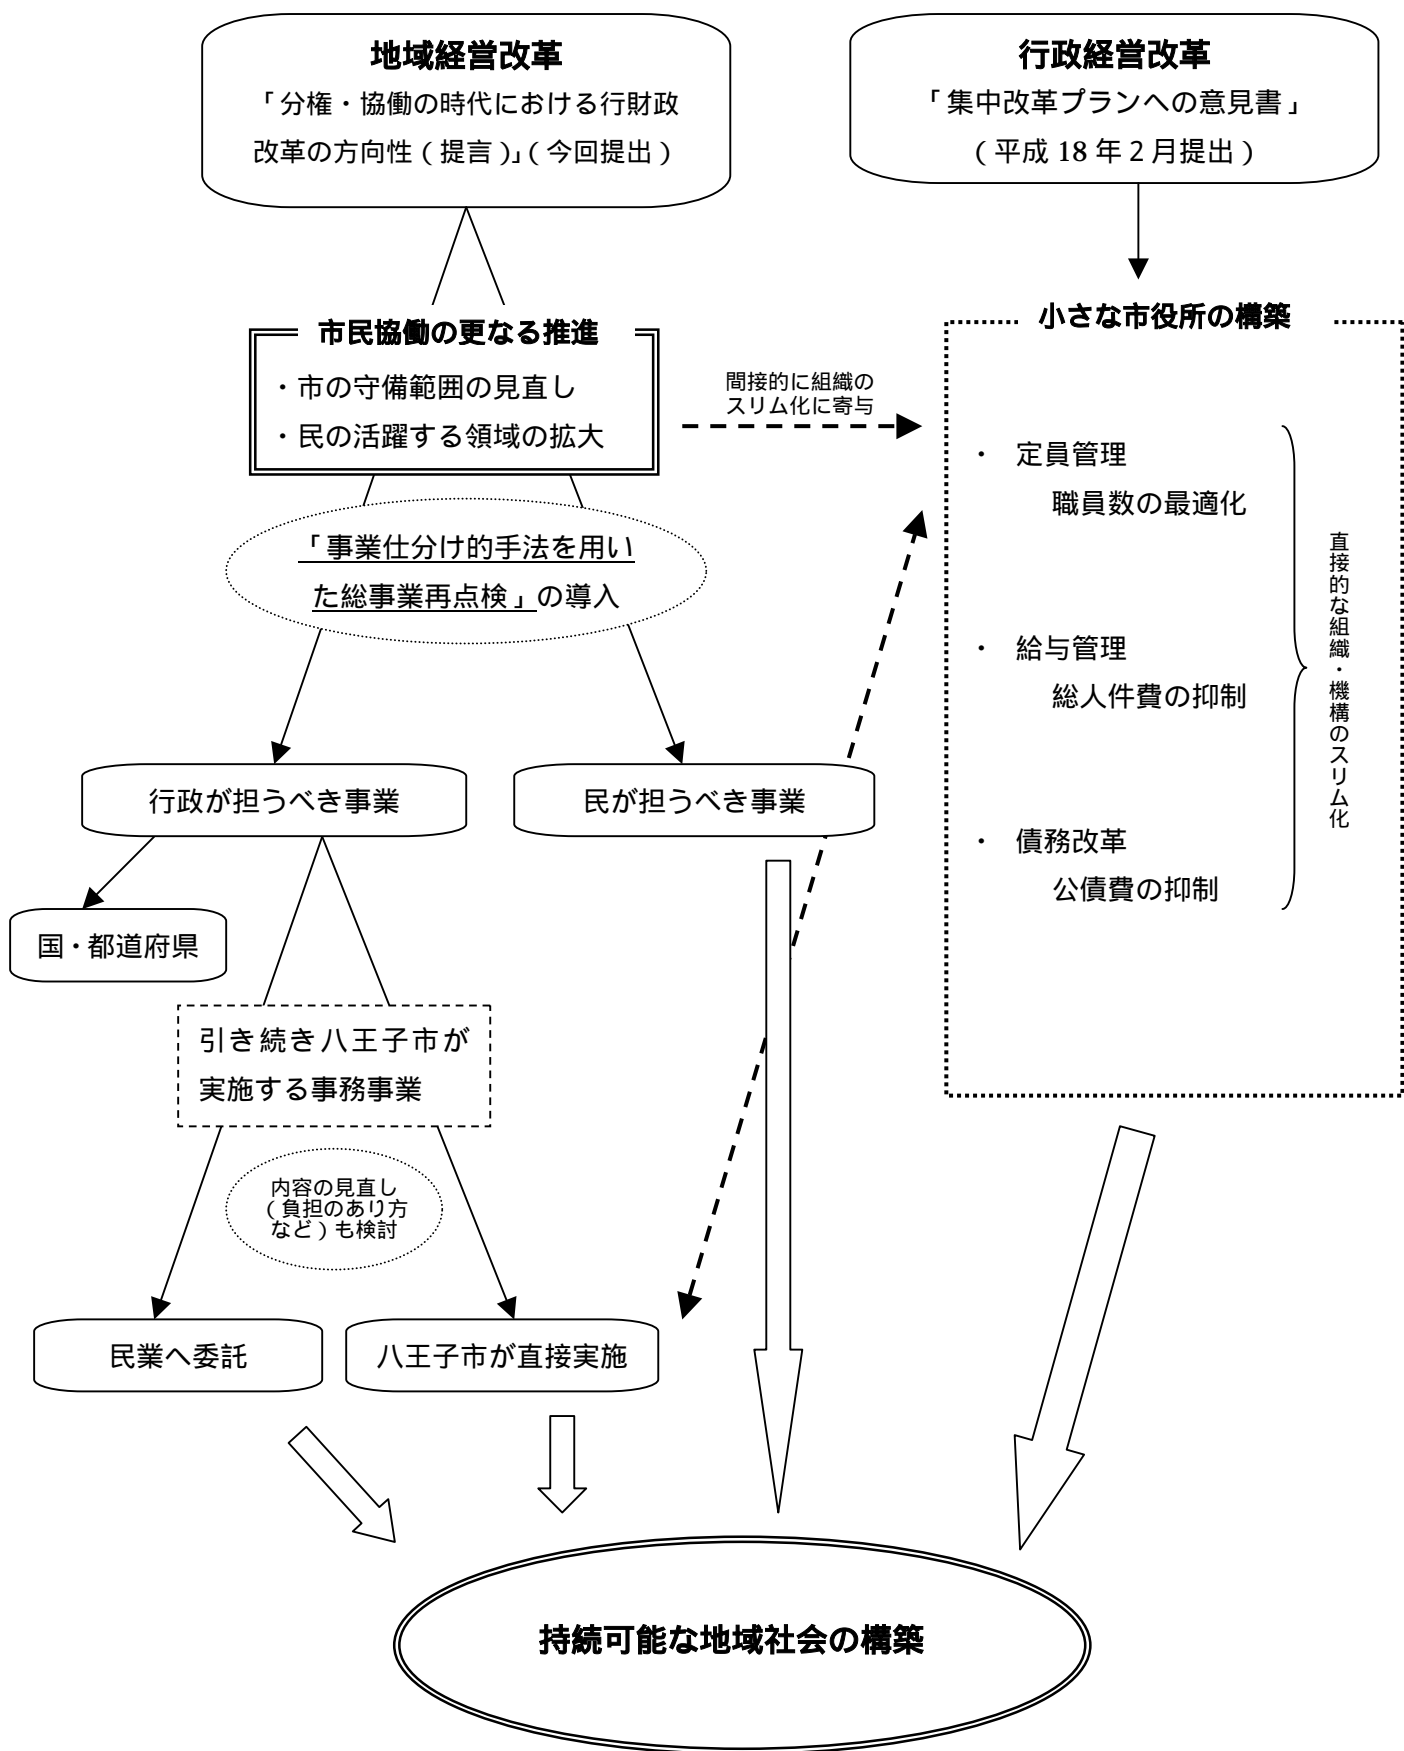 地域経営改革
「分権・協働の時代における行財政
改革の方向性（提言）」（今回提出）
行政経営改革
「集中改革プランへの意見書」
（平成 18 年 2 月提出）
市民協働の更なる推進
・市の守備範囲の見直し
・民の活躍する領域の拡大
間接的に組織の
スリム化に寄与
小さな市役所の構築
・ 定員管理
職員数の最適化
・ 給与管理
総人件費の抑制
・ 債務改革
公債費の抑制
直接的な組織・機構のスリム化
「事業仕分け的手法を用い
た総事業再点検」の導入
行政が担うべき事業
民が担うべき事業
国・都道府県
引き続き八王子市が
実施する事務事業
内容の見直し
（負担のあり方
など）も検討
民業へ委託
八王子市が直接実施
持続可能な地域社会の構築